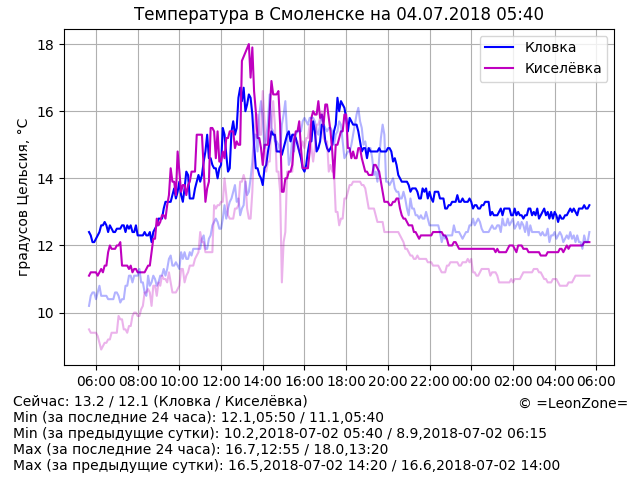 Температура в Смоленске на 04.07.2018 05:40
Кловка
Киселёвка
градусов Цельсия, °C
18
16
14
12
10
06:00 08:00 10:00 12:00 14:00 16:00 18:00 20:00 22:00 00:00 02:00 04:00 06:00
Сейчас: 13.2 / 12.1 (Кловка / Киселёвка)
© =LeonZone=
Min (за последние 24 часа): 12.1,05:50 / 11.1,05:40
Min (за предыдущие сутки): 10.2,2018-07-02 05:40 / 8.9,2018-07-02 06:15
Max (за последние 24 часа): 16.7,12:55 / 18.0,13:20
Max (за предыдущие сутки): 16.5,2018-07-02 14:20 / 16.6,2018-07-02 14:00